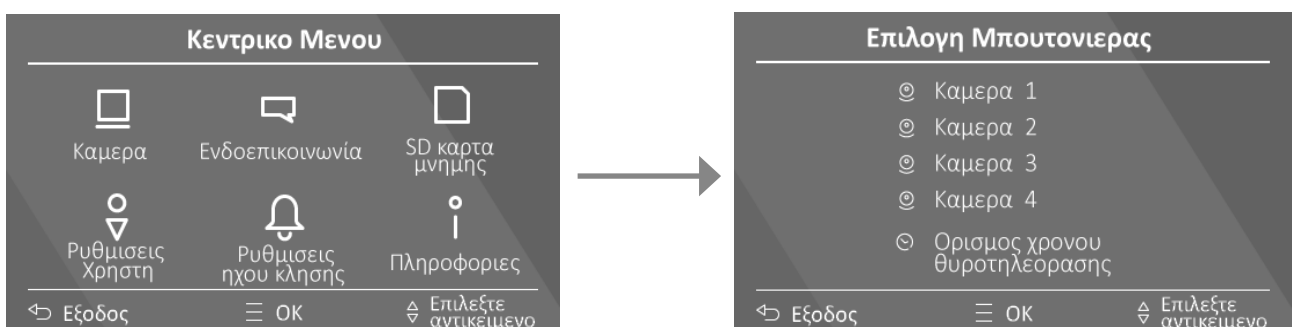 Κεντρικο Μενου
Καμερα
Ενδοεπικοινωνία
SD καρτα
μνημης
Ρυθμισεις
Χρηστη
Ρυθμισεις
ηχου κλησης
Πληροφοριες
Εξοδος
OK
Επιλεξτε
αντικειμενο
Επιλογη Μπουτονιερας
Καμερα 1
Καμερα 2
Καμερα 3
Καμερα 4
Ορισμος χρονου
θυροτηλεορασης
Εξοδος
OK
Επιλεξτε
αντικειμενο